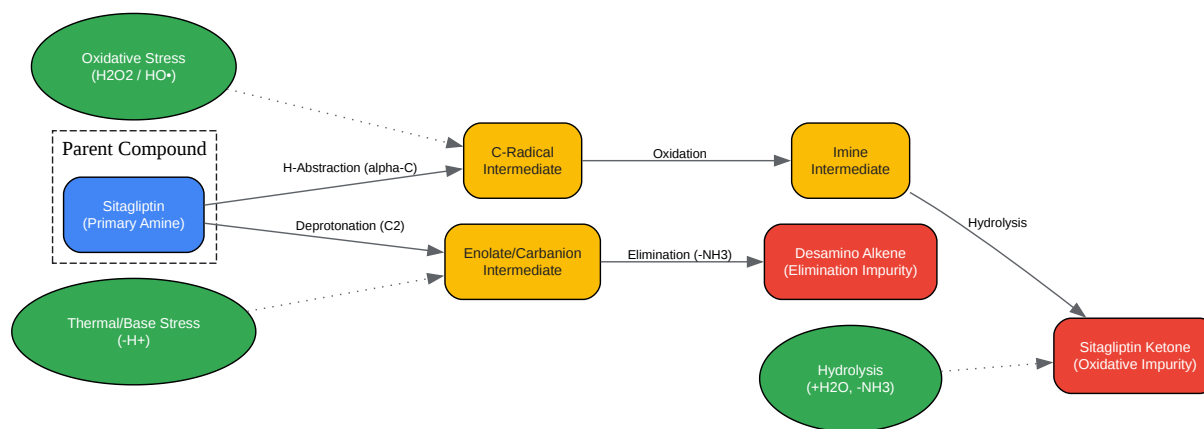 Oxidative Stress
(H2O2 / HO•)
Parent Compound
Sitagliptin
(Primary Amine)
H-Abstraction (alpha-C)
Deprotonation (C2)
C-Radical
Intermediate
Oxidation
Imine
Intermediate
Hydrolysis
Enolate/Carbanion
Intermediate
Elimination (-NH3)
Desamino Alkene
(Elimination Impurity)
Thermal/Base Stress
(-H+)
Hydrolysis
(+H2O, -NH3)
Sitagliptin Ketone
(Oxidative Impurity)